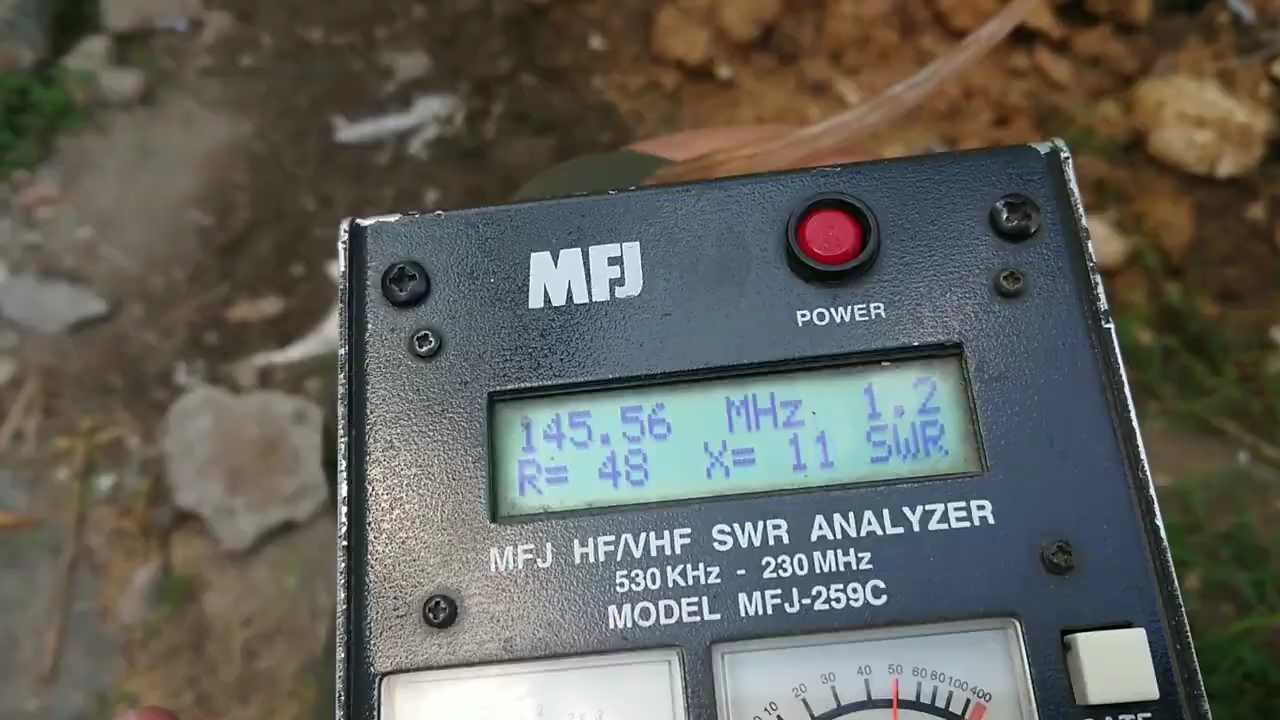 MFJ
POWER
145.56 MHz 1.2
R= 48 X= 11 SWR
MFJ HF/VHF SWR ANALYZER
530 KHz - 230 MHz
MODEL MFJ-259C
10 20 30 40 50 60 80 100 400